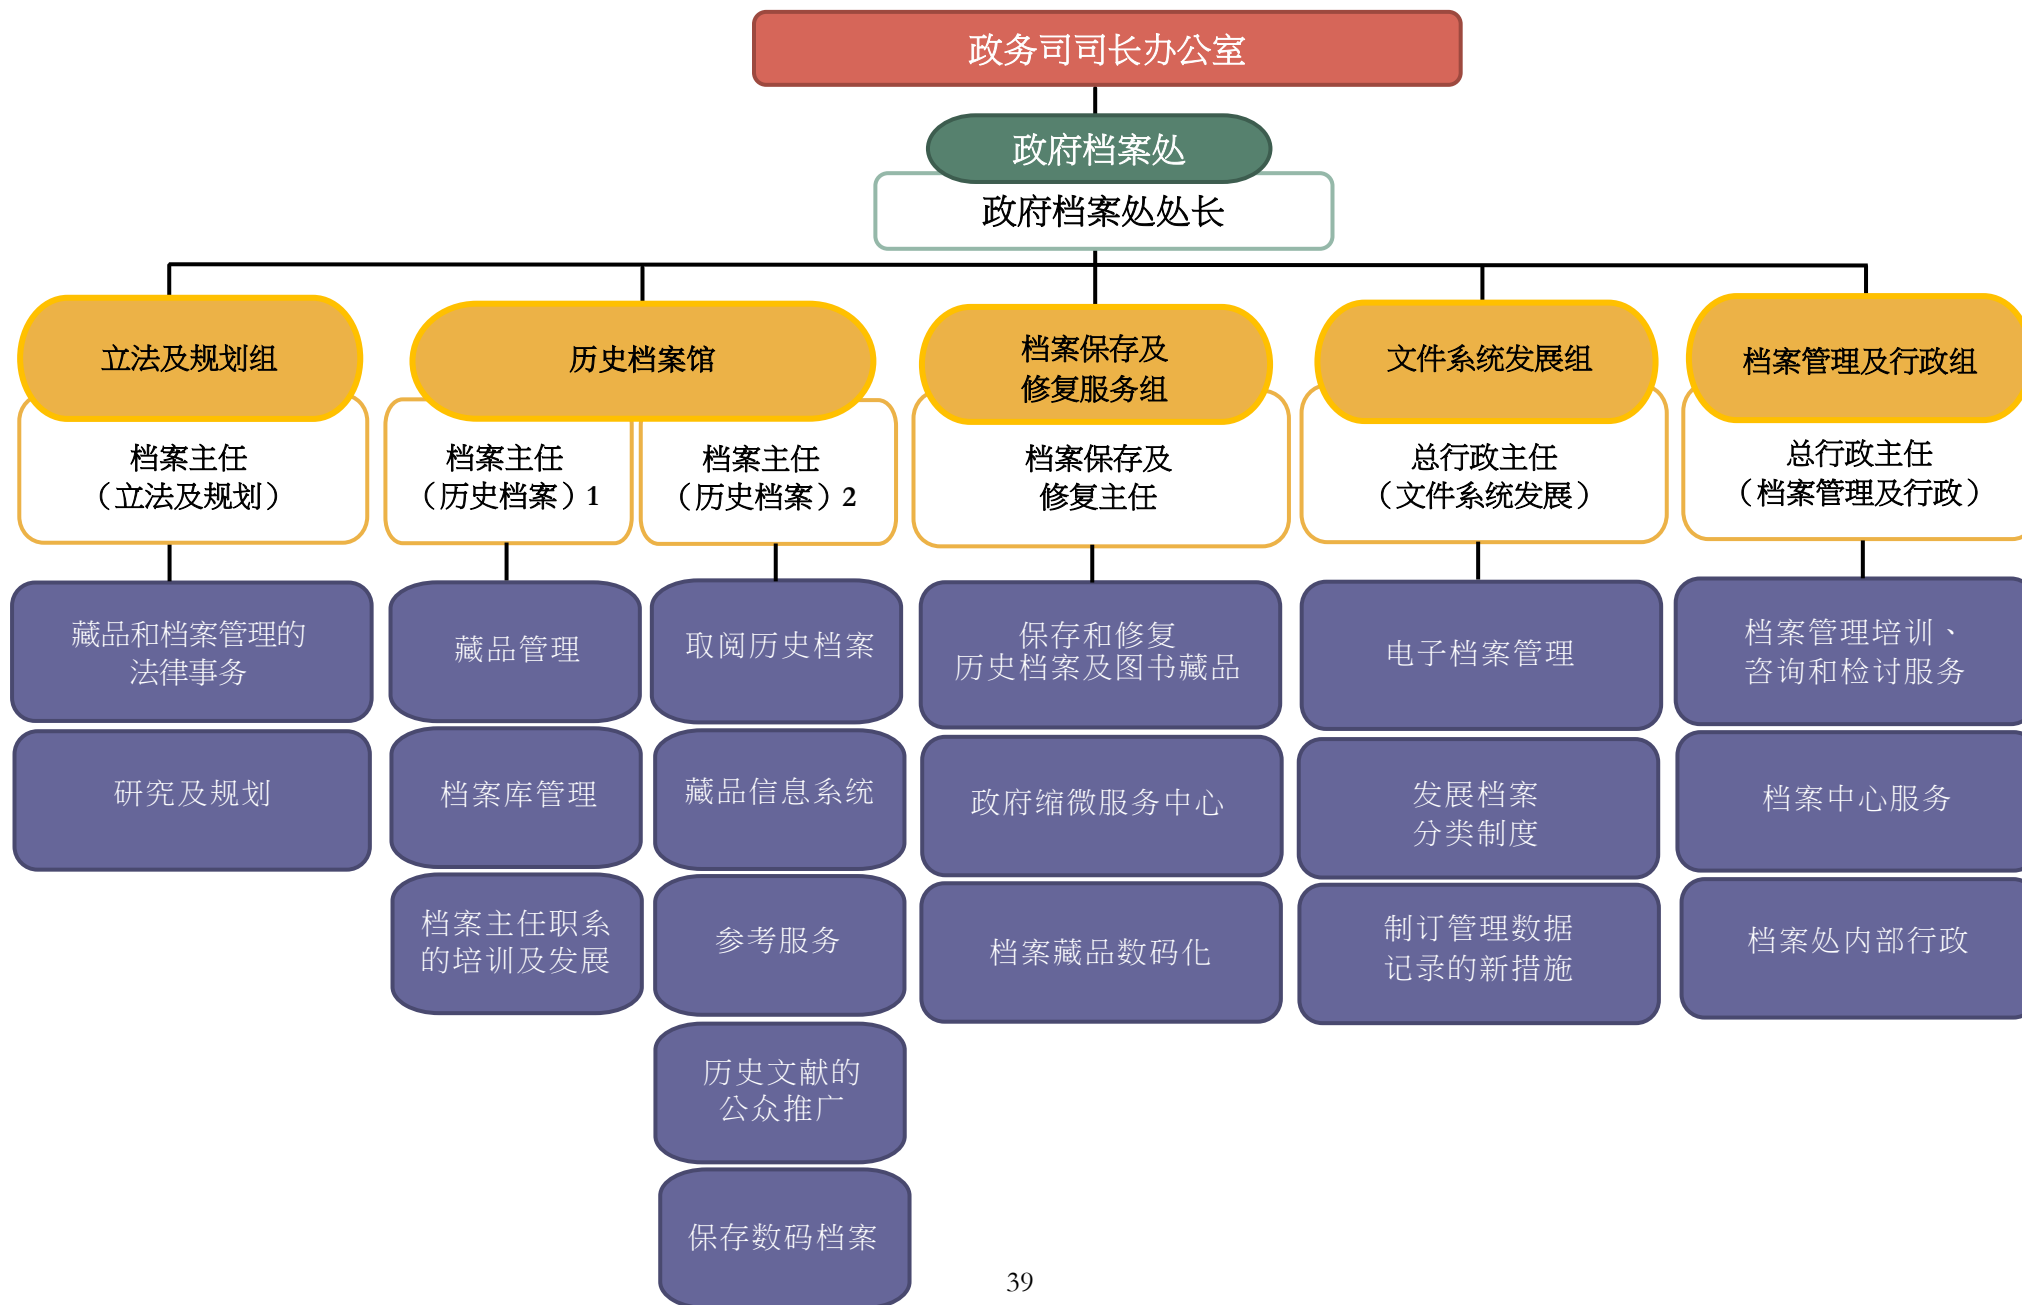 政务司司长办公室
政府档案处
政府档案处处长
立法及规划组
档案主任
（立法及规划）
藏品和档案管理的
法律事务
研究及规划
历史档案馆
档案主任
（历史档案）1
藏品管理
档案库管理
档案主任职系
的培训及发展
档案主任
（历史档案）2
取阅历史档案
藏品信息系统
参考服务
历史文献的
公众推广
保存数码档案
档案保存及
修复服务组
档案保存及
修复主任
保存和修复
历史档案及图书藏品
政府缩微服务中心
档案藏品数码化
文件系统发展组
总行政主任
（文件系统发展）
电子档案管理
发展档案
分类制度
制订管理数据
记录的新措施
档案管理及行政组
总行政主任
（档案管理及行政）
档案管理培训、
咨询和检讨服务
档案中心服务
档案处内部行政
39